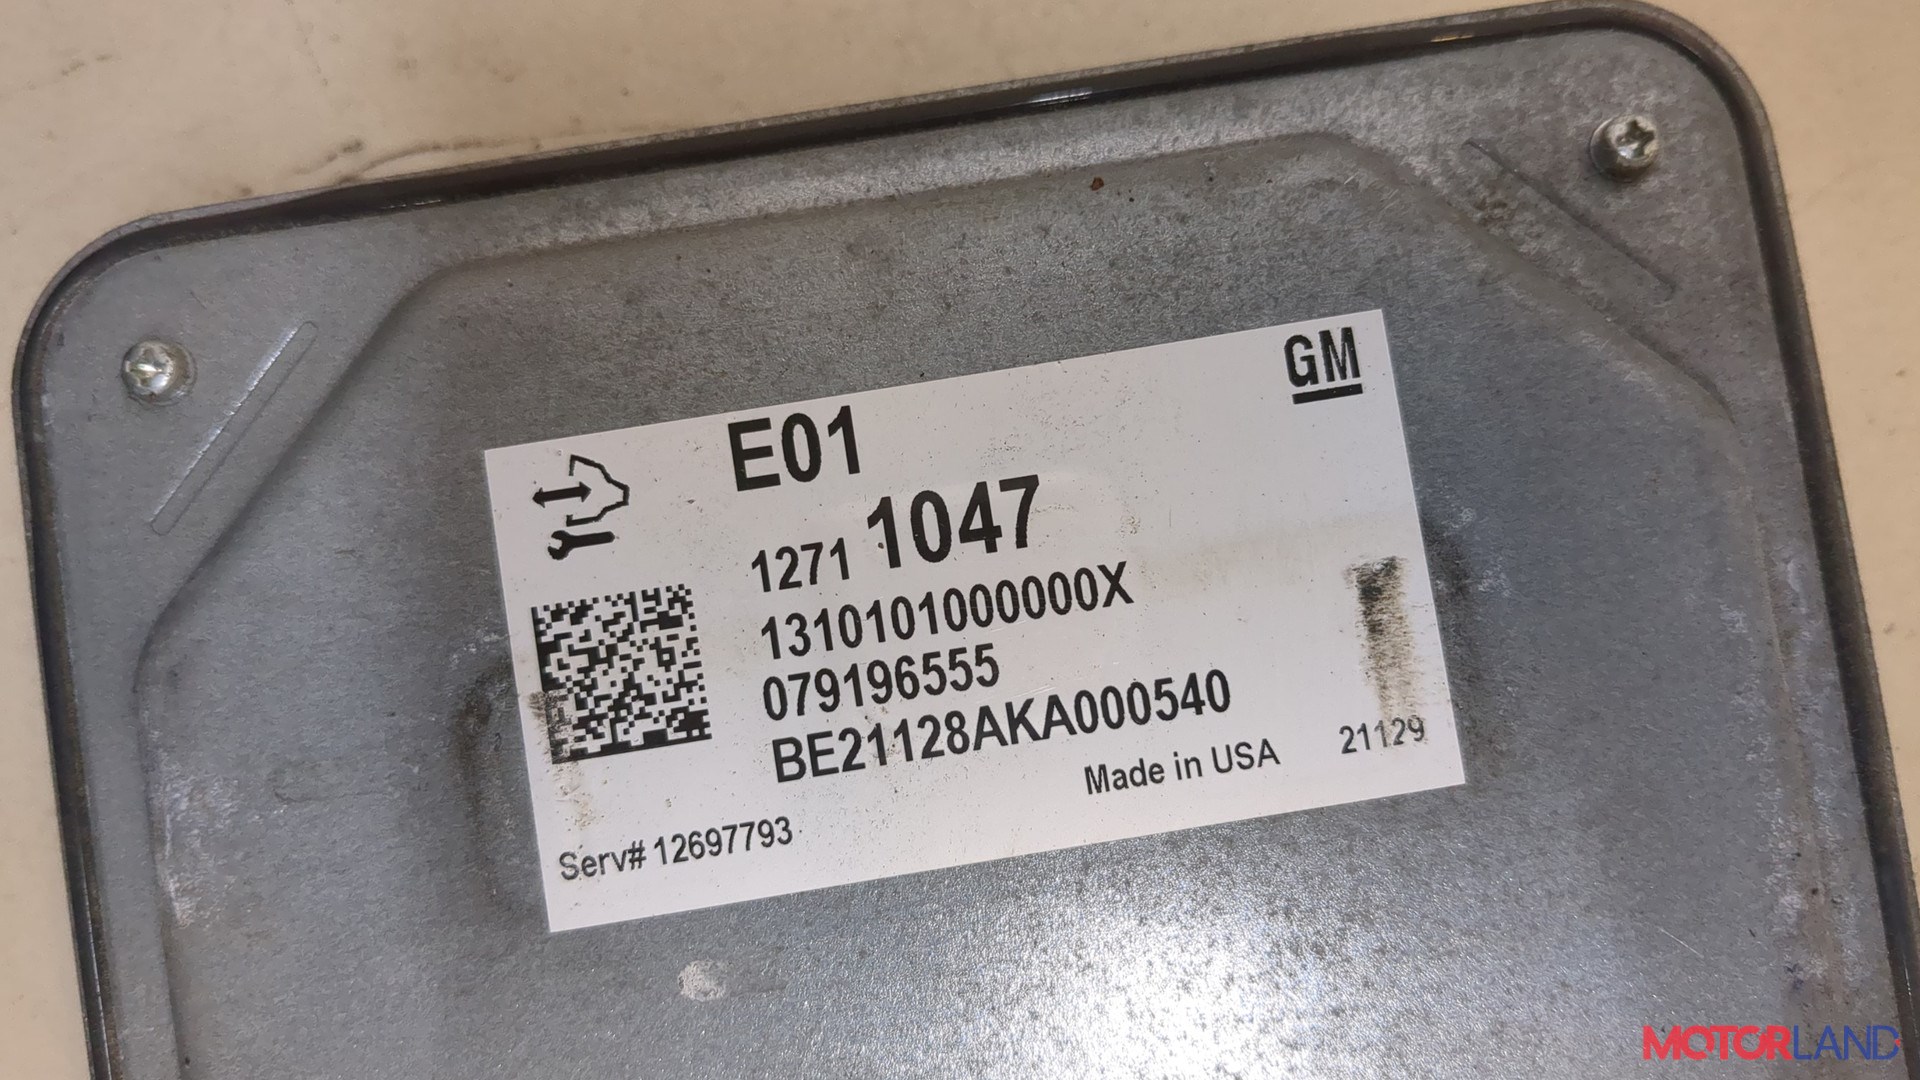 GM
E01
1271 1047
1310101000000X
079196555
BE21128AKA000540
Made in USA 21129
Serv# 12697793
MOTORLAND